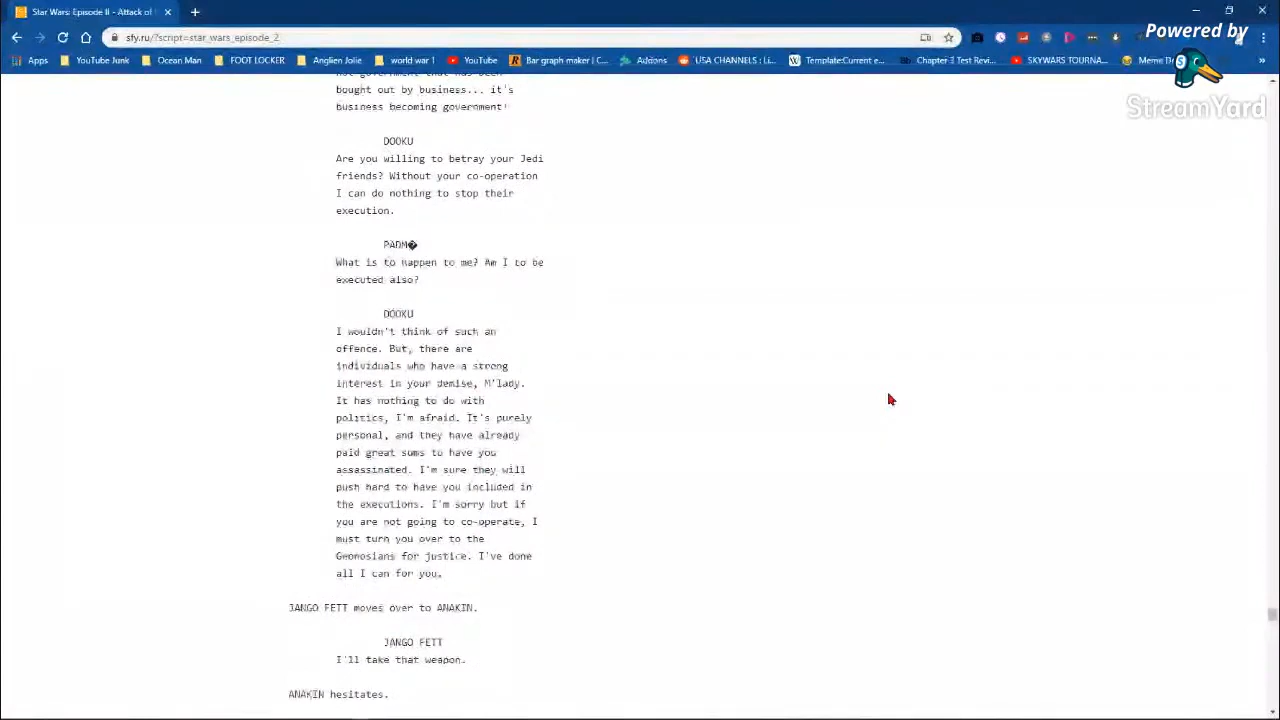 Star Wars: Episode II - Attack of
Powered by
sfy.ru/?script=star_wars_episode_2
Apps
YouTube Junk
Ocean Man
FOOT LOCKER
Anglien Jolie
world war !
YouTube
Bar graph maker | C...
Addons
USA CHANNELS : Li...
Template:Current e...
Chapter 3 Test Revi...
SKYWARS TOURNA...
Meme De
StreamYard
not government that has been
bought out by business... it's
business becoming government!
DOOKU
Are you willing to betray your Jedi
friends? Without your co-operation
I can do nothing to stop their
execution.
PADM�
What is to happen to me? Am I to be
executed also?
DOOKU
I wouldn't think of such an
offence. But, there are
individuals who have a strong
interest in your demise, M'lady.
It has nothing to do with
politics, I'm afraid. It's purely
personal, and they have already
paid great sums to have you
assassinated. I'm sure they will
push hard to have you included in
the executions. I'm sorry but if
you are not going to co-operate, I
must turn you over to the
Geonosians for justice. I've done
all I can for you.
JANGO FETT moves over to ANAKIN.
JANGO FETT
I'll take that weapon.
ANAKIN hesitates.